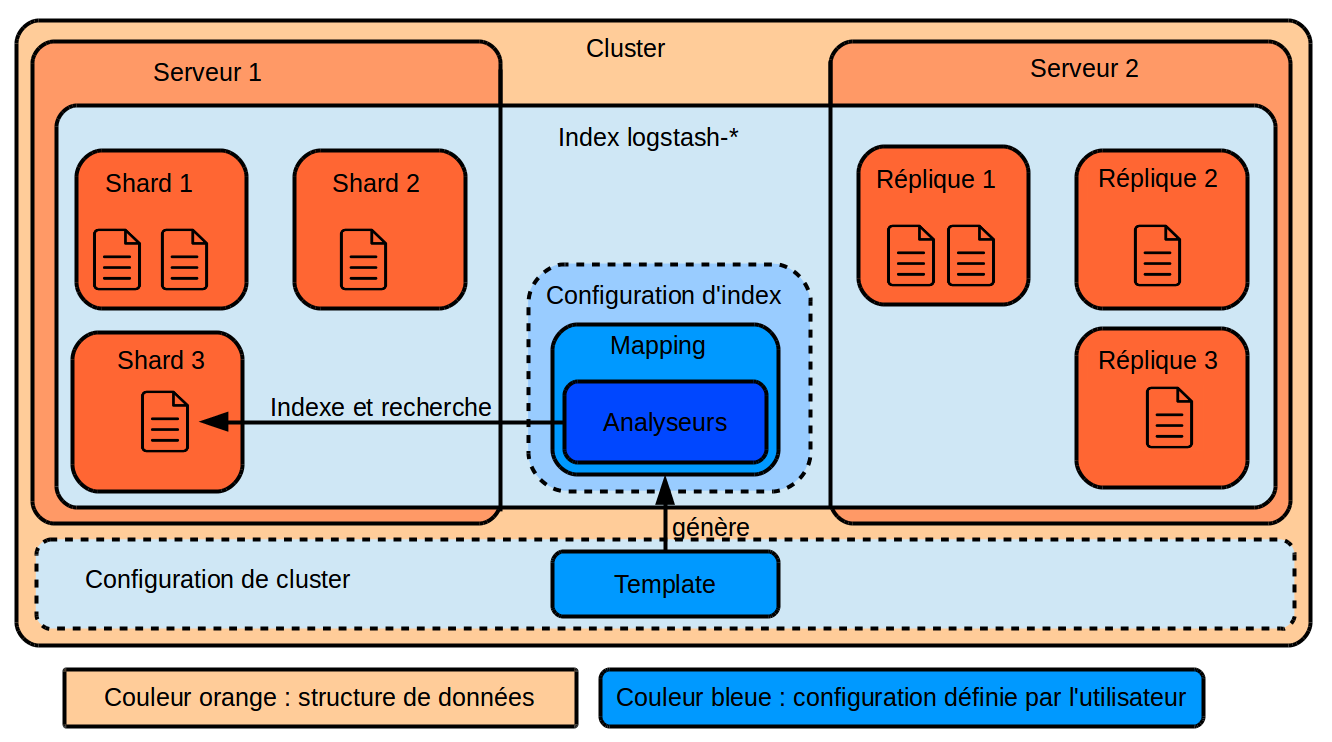 Cluster
Serveur 1
Serveur 2
Index logstash-*
Shard 1
Shard 2
Réplique 1
Réplique 2
Configuration d'index
Mapping
Shard 3
Réplique 3
Indexe et recherche
Analyseurs
génère
Configuration de cluster
Template
Couleur orange : structure de données
Couleur bleue : configuration définie par l'utilisateur